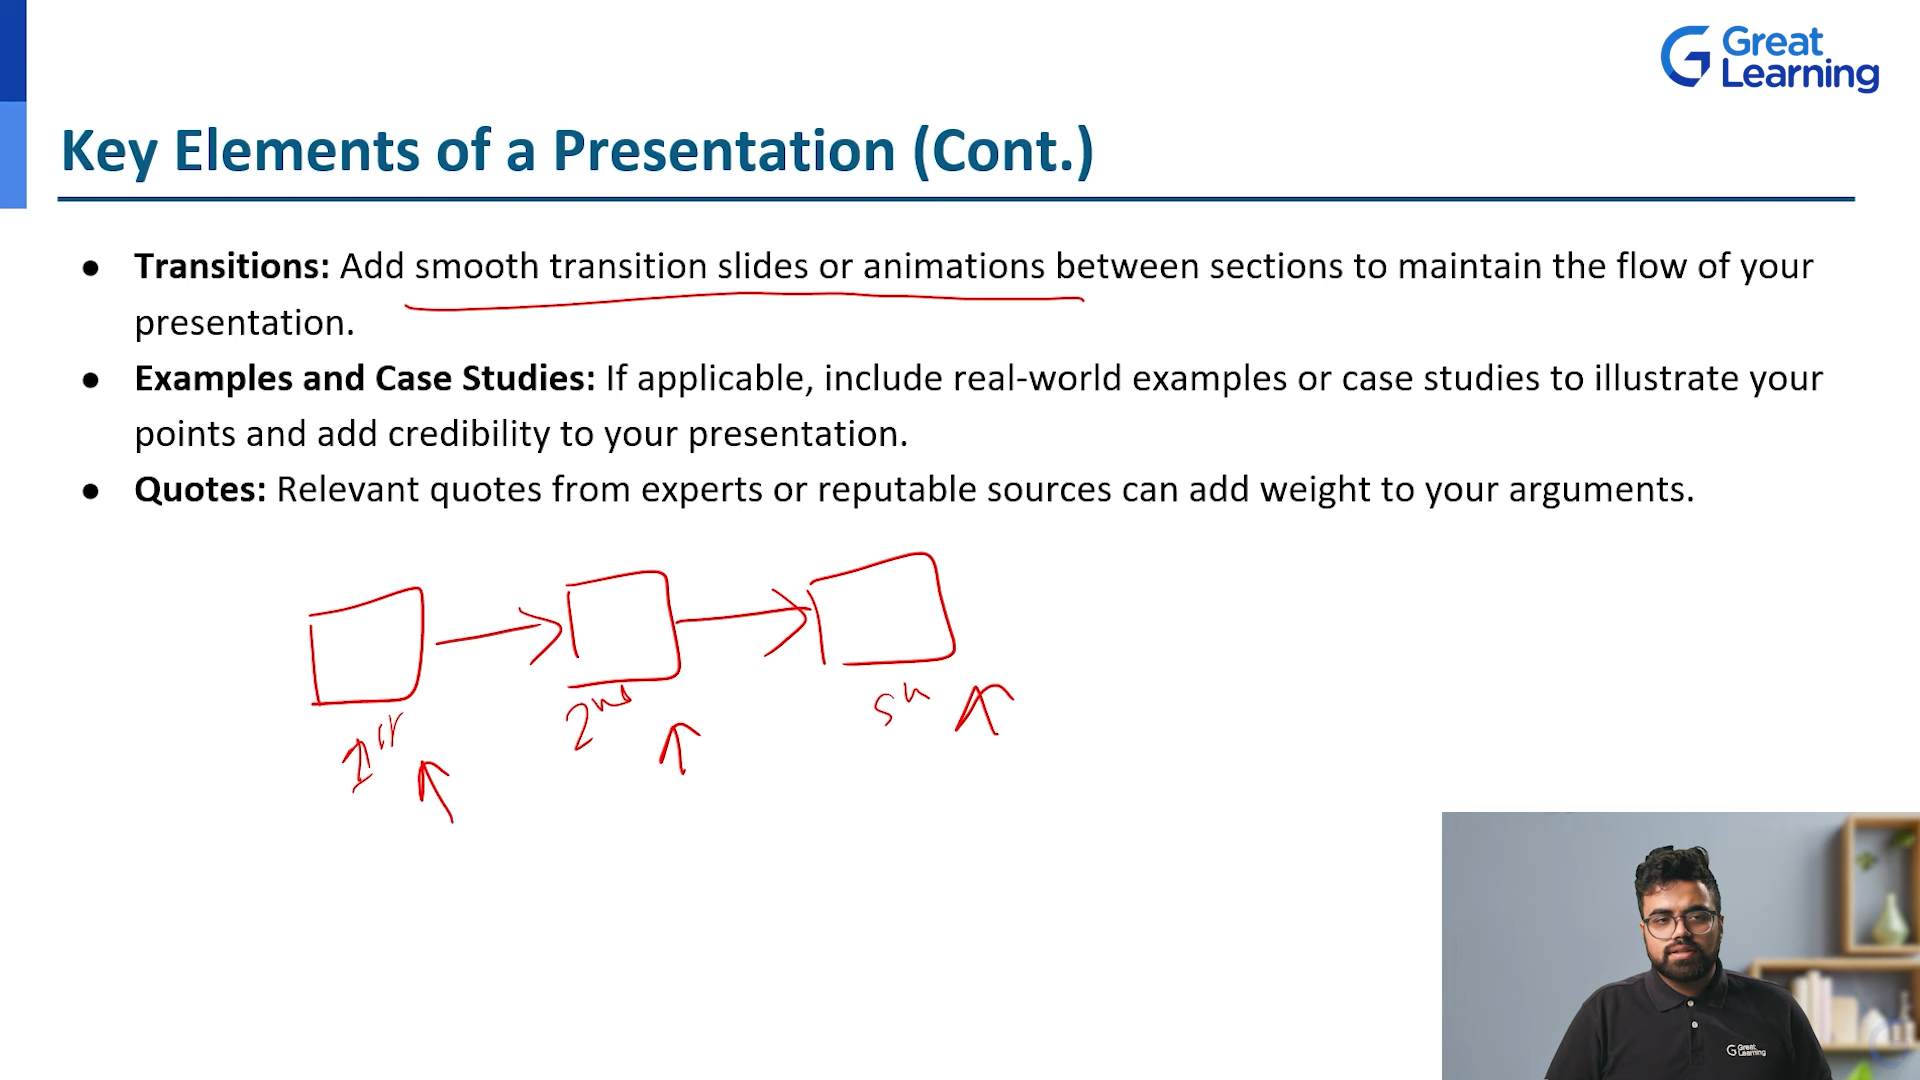 Great
Learning
Key Elements of a Presentation (Cont.)
● Transitions: Add smooth transition slides or animations between sections to maintain the flow of your
presentation.
● Examples and Case Studies: If applicable, include real-world examples or case studies to illustrate your
points and add credibility to your presentation.
● Quotes: Relevant quotes from experts or reputable sources can add weight to your arguments.
2nd
Great
Learning